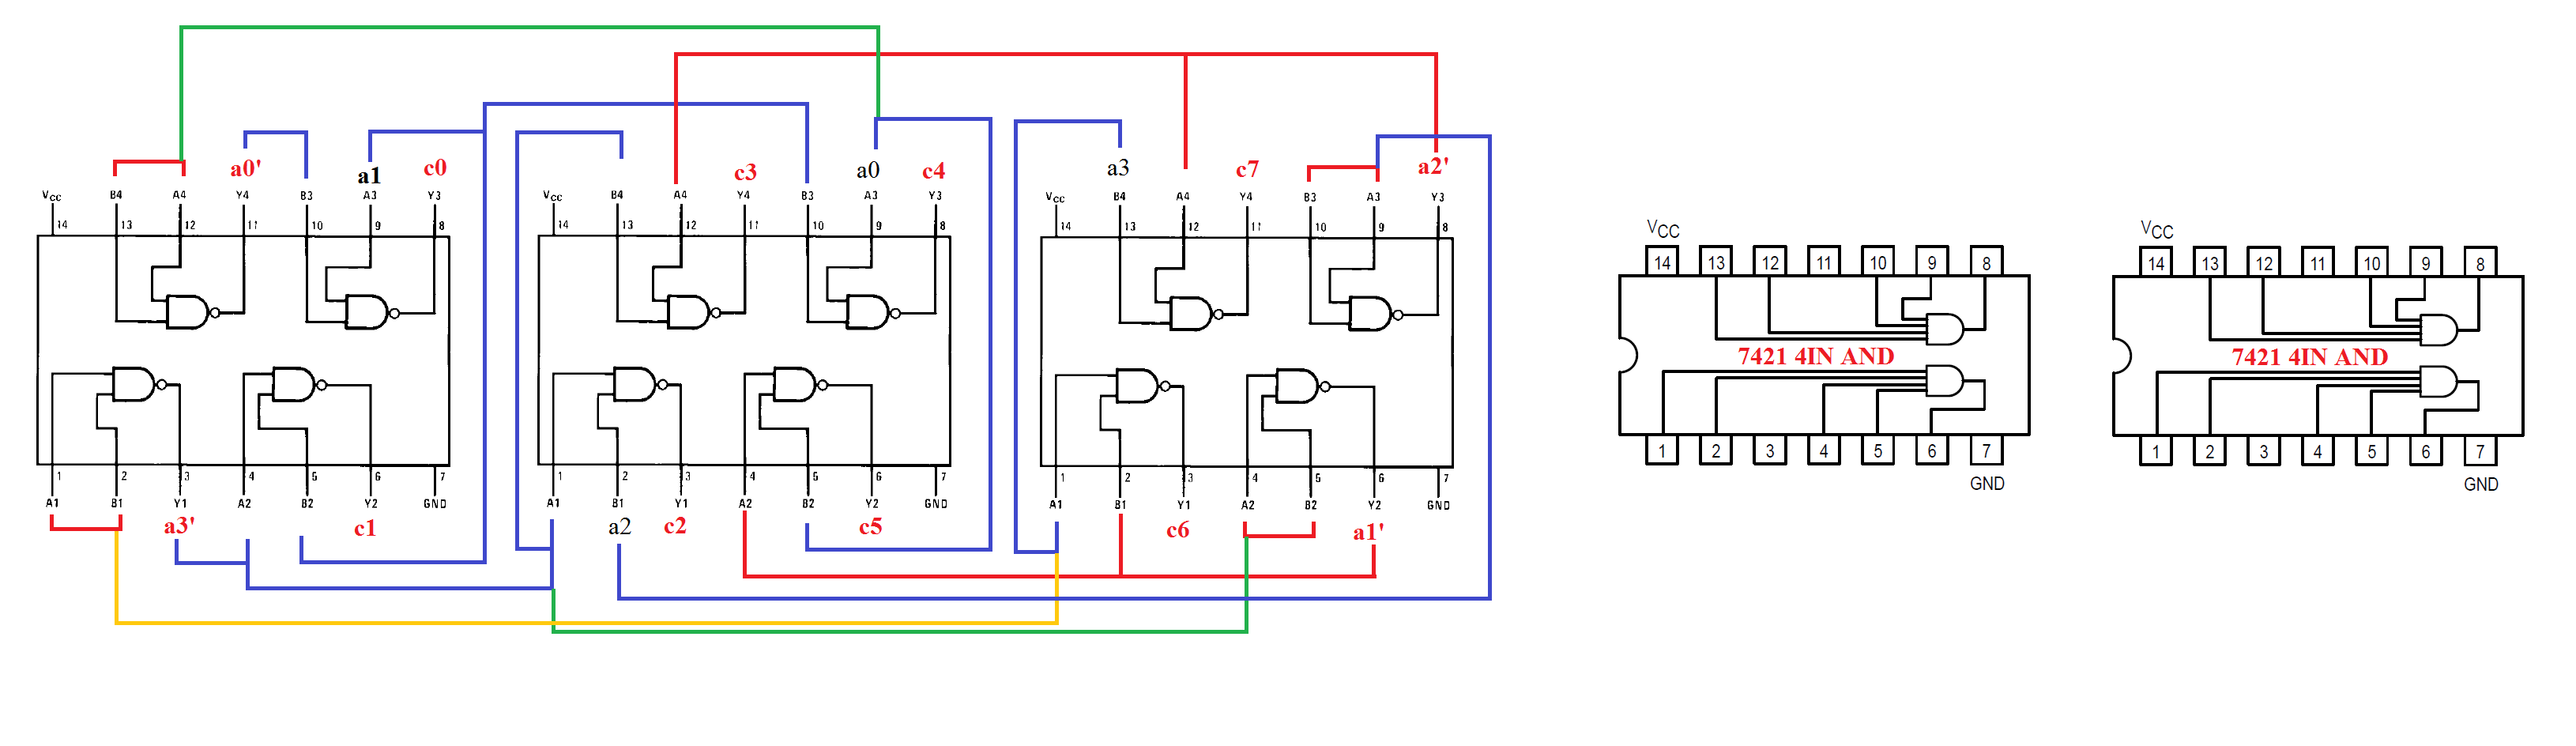 a0' a1 c0 c3 a0 c4 a3 c7 a2'
VCC B4 A4 Y4 B3 A3 Y3
14 13 12 11 10 9 8
1 2 3 4 5 6 7
A1 B1 Y1 A2 B2 Y2 GND
a3' c1
VCC B4 A4 Y4 B3 A3 Y3
14 13 12 11 10 9 8
1 2 3 4 5 6 7
A1 B1 Y1 A2 B2 Y2 GND
a2 c2 c5
VCC B4 A4 Y4 B3 A3 Y3
14 13 12 11 10 9 8
1 2 3 4 5 6 7
A1 B1 Y1 A2 B2 Y2 GND
c6 a1'
VCC
14 13 12 11 10 9 8
7421 4IN AND
1 2 3 4 5 6 7
GND
VCC
14 13 12 11 10 9 8
7421 4IN AND
1 2 3 4 5 6 7
GND